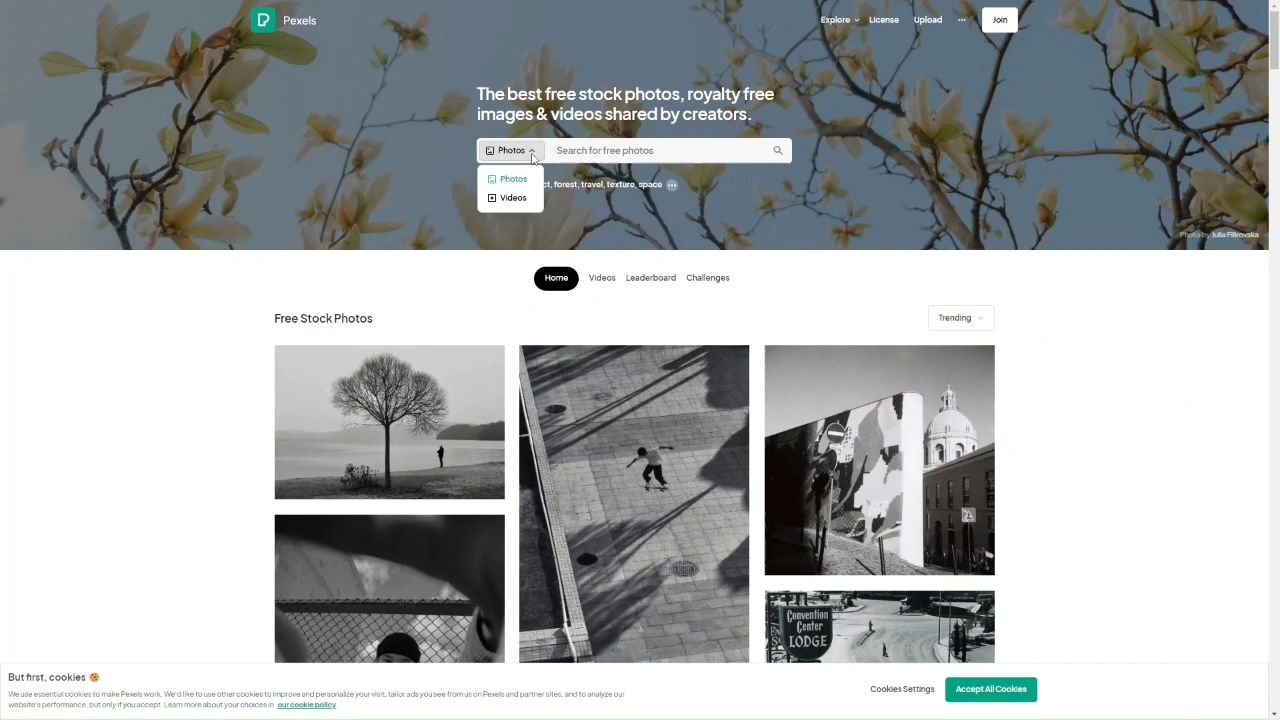 Pexels
Explore
License
Upload
Join
The best free stock photos, royalty free
images & videos shared by creators.
Photos
Search for free photos
Photos
ct, forest, travel, texture, space
Videos
Photo by Julia Filirovska
Home
Videos
Leaderboard
Challenges
Free Stock Photos
Trending
Convention
Center
LODGE
But first, cookies
We use essential cookies to make Pexels work. We'd like to use other cookies to improve and personalize your visit, tailor ads you see from us on Pexels and partner sites, and to analyze our
website's performance, but only if you accept. Learn more about your choices in our cookie policy.
Cookies Settings
Accept All Cookies